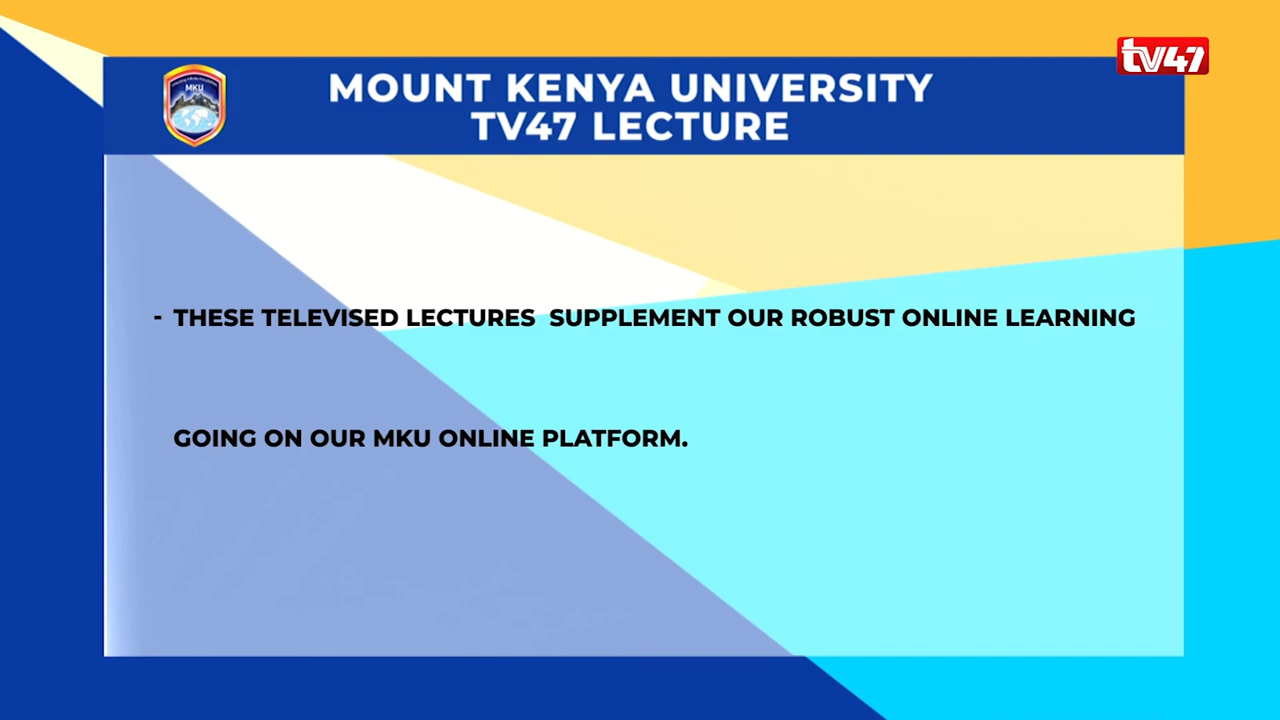 tv47
MKU
MOUNT KENYA UNIVERSITY
TV47 LECTURE
- THESE TELEVISED LECTURES SUPPLEMENT OUR ROBUST ONLINE LEARNING
GOING ON OUR MKU ONLINE PLATFORM.